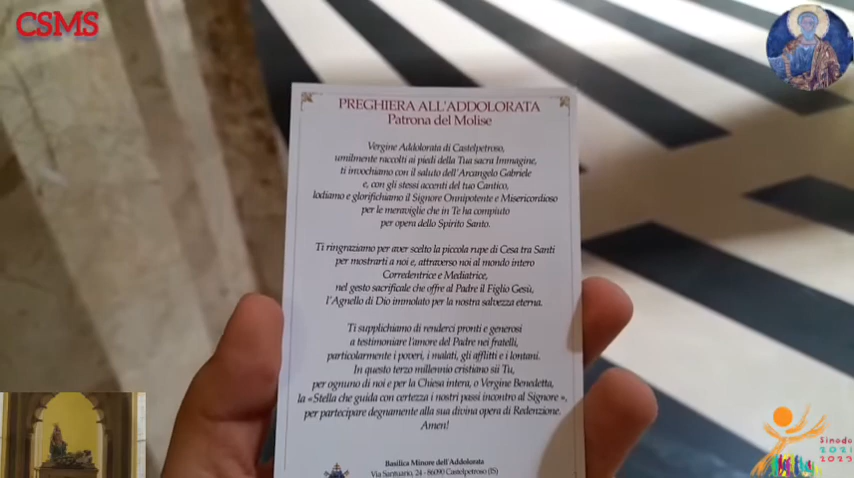 CSMS
PREGHIERA ALL'ADDOLORATA
Patrona del Molise
Vergine Addolorata di Castelpetroso,
umilmente raccolti ai piedi della Tua sacra Immagine,
ti invochiamo con il saluto dell'Arcangelo Gabriele
e, con gli stessi accenti del tuo Cantico,
lodiamo e glorifichiamo il Signore Onnipotente e Misericordioso
per le meraviglie che in Te ha compiuto
per opera dello Spirito Santo.
Ti ringraziamo per aver scelto la piccola rupe di Cesa tra Santi
per mostrarti a noi e, attraverso noi al mondo intero
Corredentrice e Mediatrice,
nel gesto sacrificale che offre al Padre il Figlio Gesù,
l'Agnello di Dio immolato per la nostra salvezza eterna.
Ti supplichiamo di renderci pronti e generosi
a testimoniare l'amore del Padre nei fratelli,
particolarmente i poveri, i malati, gli afflitti e i lontani.
In questo terzo millennio cristiano sii Tu,
per ognuno di noi e per la Chiesa intera, o Vergine Benedetta,
la «Stella che guida con certezza i nostri passi incontro al Signore »,
per partecipare degnamente alla sua divina opera di Redenzione.
Amen!
Basilica Minore dell'Addolorata
Via Santuario, 24 - 86090 Castelpetroso (IS)
Sinodo
2021
2023